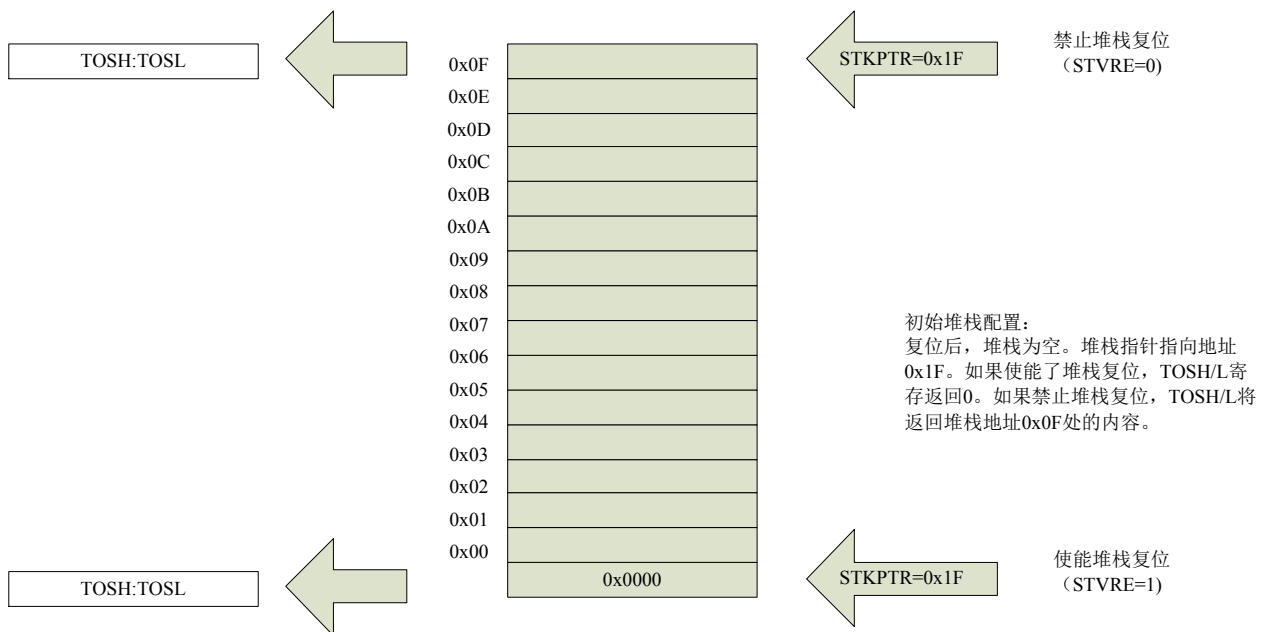 禁止堆栈复位
（STVRE=0)
TOSH:TOSL
STKPTR=0x1F
0x0F
0x0E
0x0D
0x0C
0x0B
0x0A
0x09
0x08
0x07
0x06
0x05
0x04
0x03
0x02
0x01
0x00
初始堆栈配置：
复位后，堆栈为空。堆栈指针指向地址
0x1F。如果使能了堆栈复位，TOSH/L寄
存返回0。如果禁止堆栈复位，TOSH/L将
返回堆栈地址0x0F处的内容。
使能堆栈复位
（STVRE=1)
TOSH:TOSL
0x0000
STKPTR=0x1F